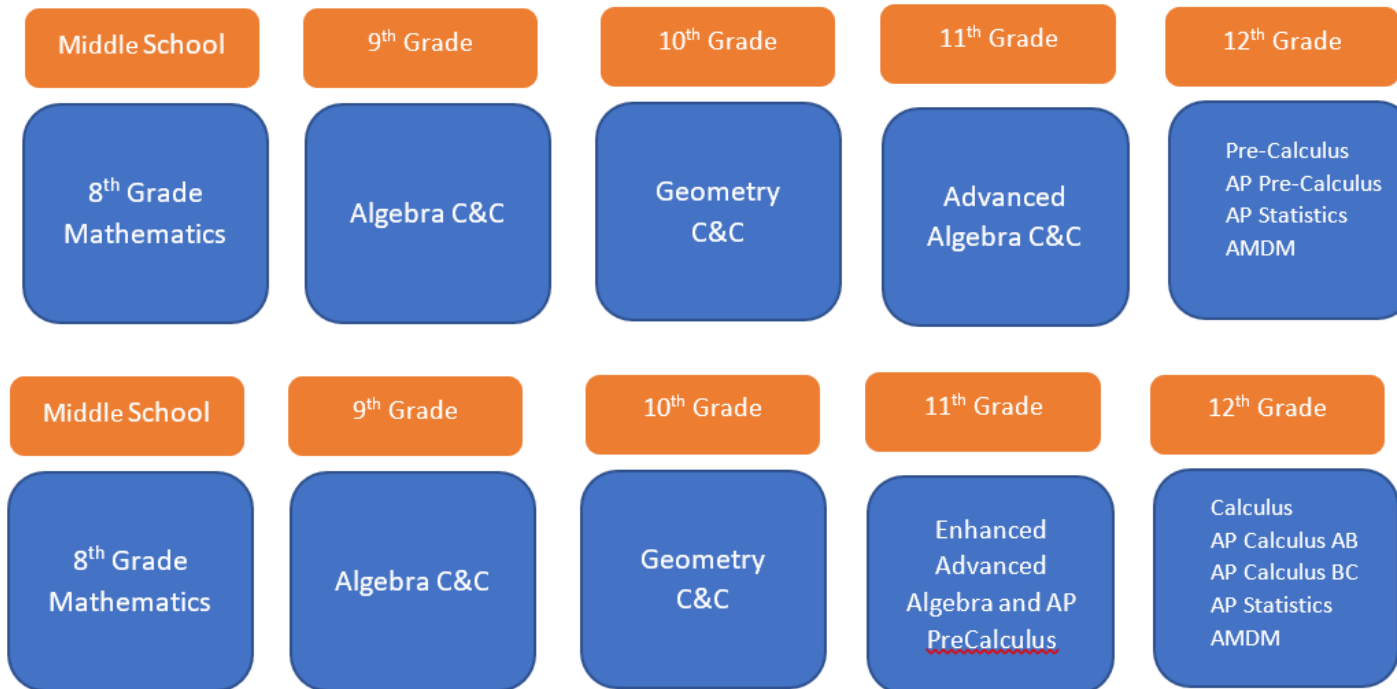 Middle School
9th Grade
10th Grade
11th Grade
12th Grade
8th Grade
Mathematics
Algebra C&C
Geometry
C&C
Advanced
Algebra C&C
Pre-Calculus
AP Pre-Calculus
AP Statistics
AMDM
Middle School
9th Grade
10th Grade
11th Grade
12th Grade
8th Grade
Mathematics
Algebra C&C
Geometry
C&C
Enhanced
Advanced
Algebra and AP
PreCalculus
Calculus
AP Calculus AB
AP Calculus BC
AP Statistics
AMDM